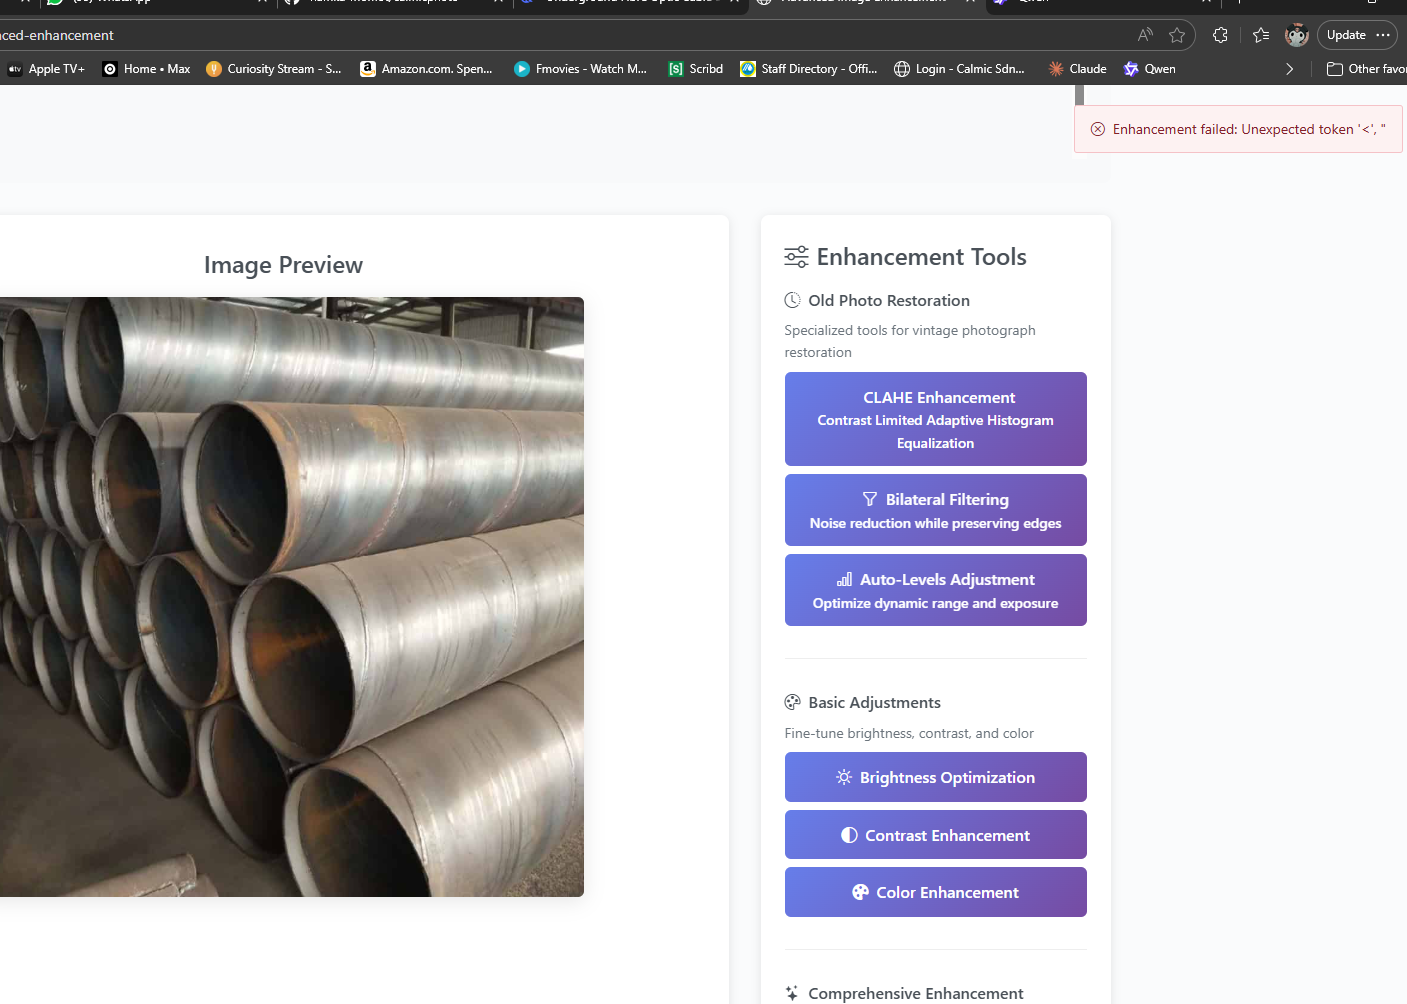 ced-enhancement
Update
Apple TV+
Home • Max
Curiosity Stream - S...
Amazon.com. Spen...
Fmovies - Watch M...
Scribd
Staff Directory - Offi...
Login - Calmic Sdn...
Claude
Qwen
Other favo
Enhancement failed: Unexpected token '<', "
Image Preview
Enhancement Tools
Old Photo Restoration
Specialized tools for vintage photograph
restoration
CLAHE Enhancement
Contrast Limited Adaptive Histogram
Equalization
Bilateral Filtering
Noise reduction while preserving edges
Auto-Levels Adjustment
Optimize dynamic range and exposure
Basic Adjustments
Fine-tune brightness, contrast, and color
Brightness Optimization
Contrast Enhancement
Color Enhancement
Comprehensive Enhancement